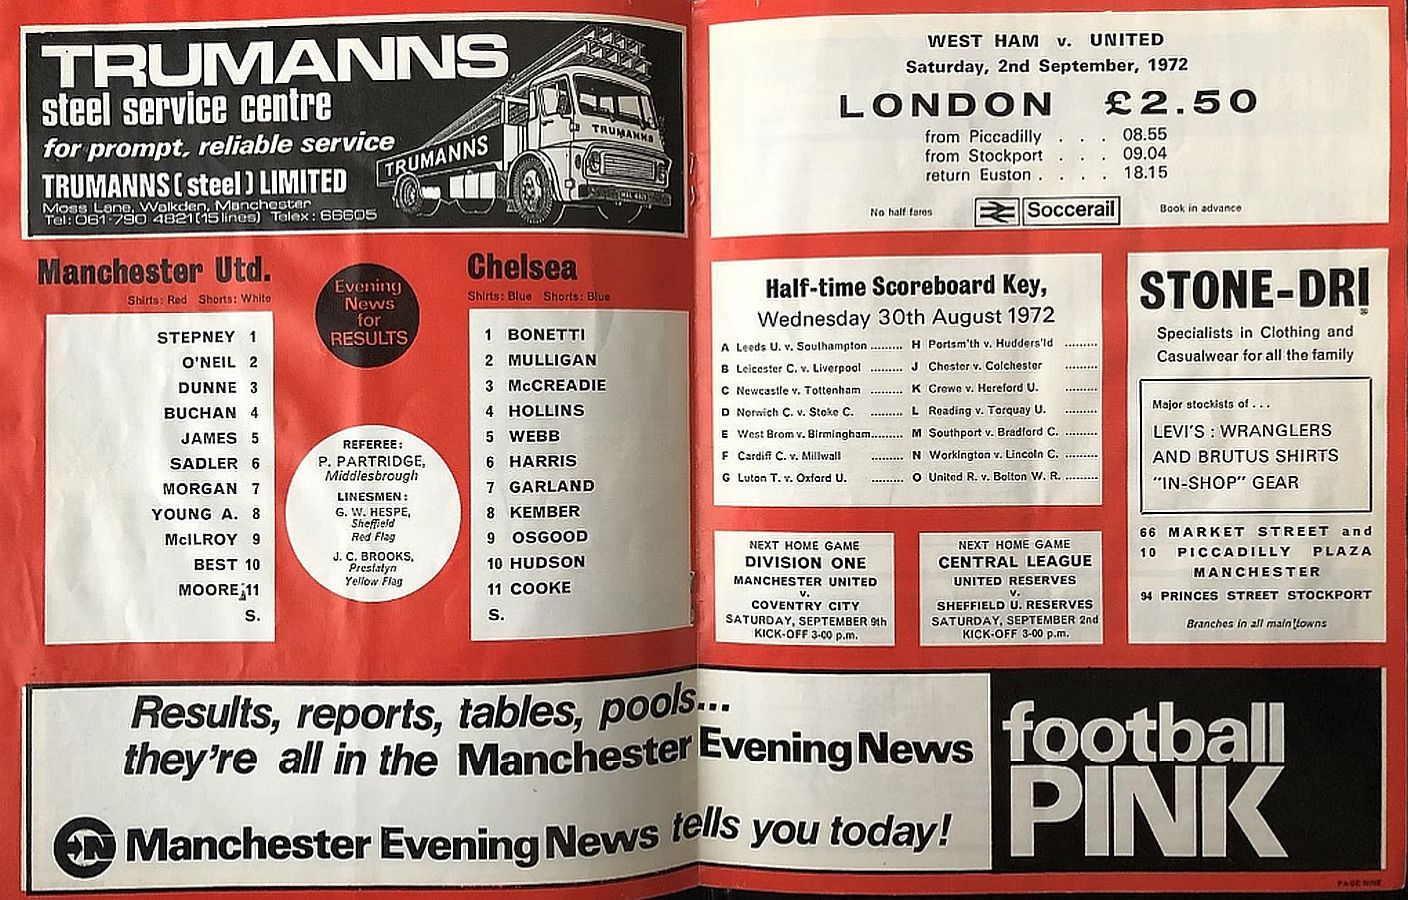 TRUMANNS
steel service centre
for prompt, reliable service
TRUMANNS (steel) LIMITED
Moss Lane, Walkden, Manchester
Tel: 061-790 4821 (15 lines) Telex: 66605
TRUMANNS
TRUMANNS
Manchester Utd.
Shirts: Red Shorts: White
STEPNEY 1
O'NEIL 2
DUNNE 3
BUCHAN 4
JAMES 5
SADLER 6
MORGAN 7
YOUNG A. 8
McILROY 9
BEST 10
MOORE 11
S.
Evening
News
for
RESULTS
REFEREE:
P. PARTRIDGE,
Middlesbrough
LINESMEN:
G. W. HESPE,
Sheffield
Red Flag
J. C. BROOKS,
Prestatyn
Yellow Flag
Chelsea
Shirts: Blue Shorts: Blue
1 BONETTI
2 MULLIGAN
3 McCREADIE
4 HOLLINS
5 WEBB
6 HARRIS
7 GARLAND
8 KEMBER
9 OSGOOD
10 HUDSON
11 COOKE
S.
WEST HAM v. UNITED
Saturday, 2nd September, 1972
LONDON £2.50
from Piccadilly . . . 08.55
from Stockport . . . 09.04
return Euston . . . . 18.15
No half fares
Soccerail
Book in advance
Half-time Scoreboard Key,
Wednesday 30th August 1972
A Leeds U. v. Southampton .........
B Leicester C. v. Liverpool .........
C Newcastle v. Tottenham .........
D Norwich C. v. Stoke C. .........
E West Brom v. Birmingham.........
F Cardiff C. v. Millwall .........
G Luton T. v. Oxford U. .........
H Portsm'th v. Hudders'ld .........
J Chester v. Colchester .........
K Crewe v. Hereford U. .........
L Reading v. Torquay U. .........
M Southport v. Bradford C. .........
N Workington v. Lincoln C. .........
O United R. v. Bolton W. R. .........
NEXT HOME GAME
DIVISION ONE
MANCHESTER UNITED
v.
COVENTRY CITY
SATURDAY, SEPTEMBER 9th
KICK-OFF 3-00 p.m.
NEXT HOME GAME
CENTRAL LEAGUE
UNITED RESERVES
v.
SHEFFIELD U. RESERVES
SATURDAY, SEPTEMBER 2nd
KICK-OFF 3-00 p.m.
STONE-DRI
Specialists in Clothing and
Casualwear for all the family
Major stockists of . . .
LEVI'S : WRANGLERS
AND BRUTUS SHIRTS
"IN-SHOP" GEAR
66 MARKET STREET and
10 PICCADILLY PLAZA
MANCHESTER
94 PRINCES STREET STOCKPORT
Branches in all main towns
Results, reports, tables, pools...
they're all in the Manchester Evening News
Manchester Evening News tells you today!
football
PINK
PAGE NINE